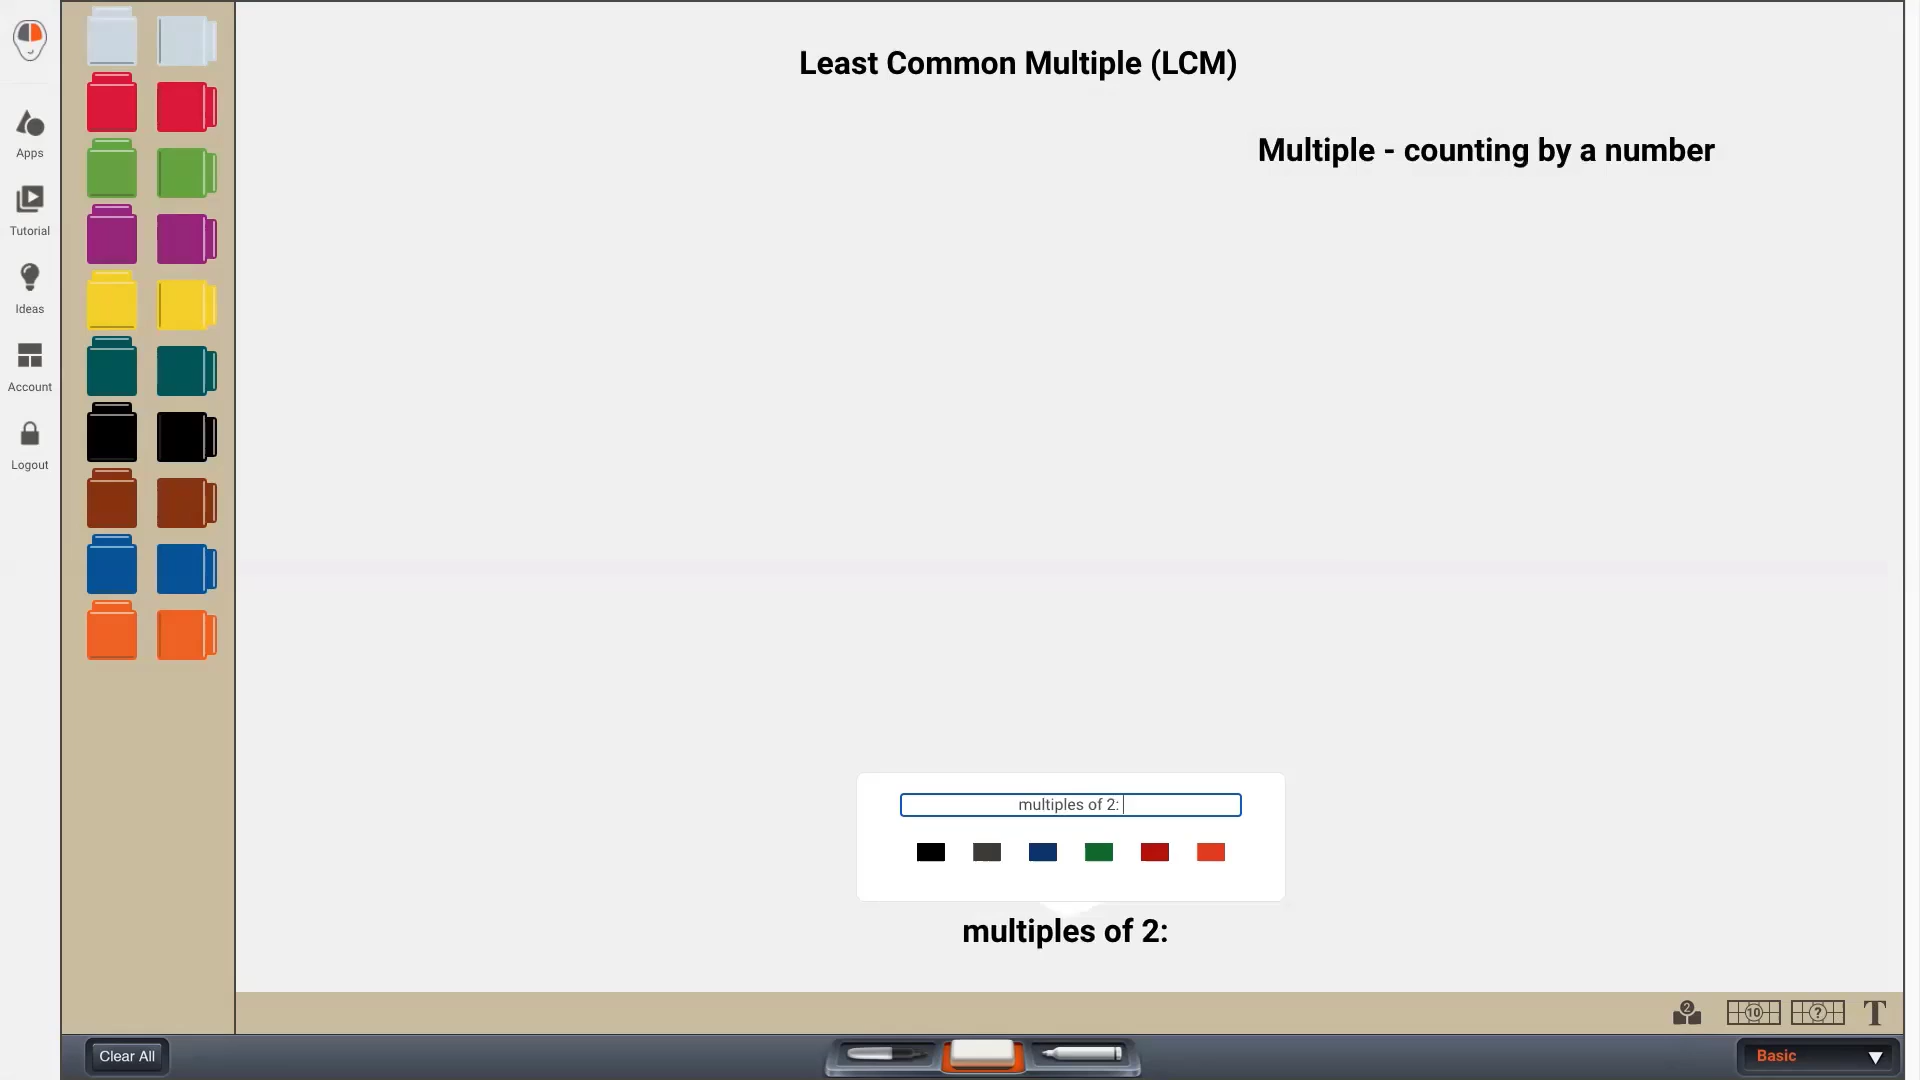 Least Common Multiple (LCM)
Multiple - counting by a number
Apps
Tutorial
Ideas
Account
Logout
multiples of 2:
multiples of 2:
2
10
?
T
Clear All
Basic